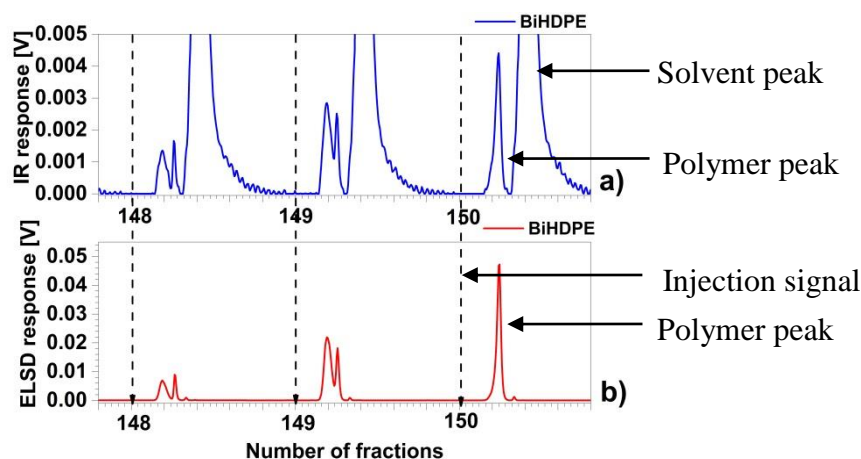 BiHDPE
IR response [V]
0.005
0.004
0.003
0.002
0.001
0.000
148
149
150
a)
Solvent peak
Polymer peak
BiHDPE
ELSD response [V]
0.05
0.04
0.03
0.02
0.01
0.00
148
149
150
b)
Injection signal
Polymer peak
Number of fractions